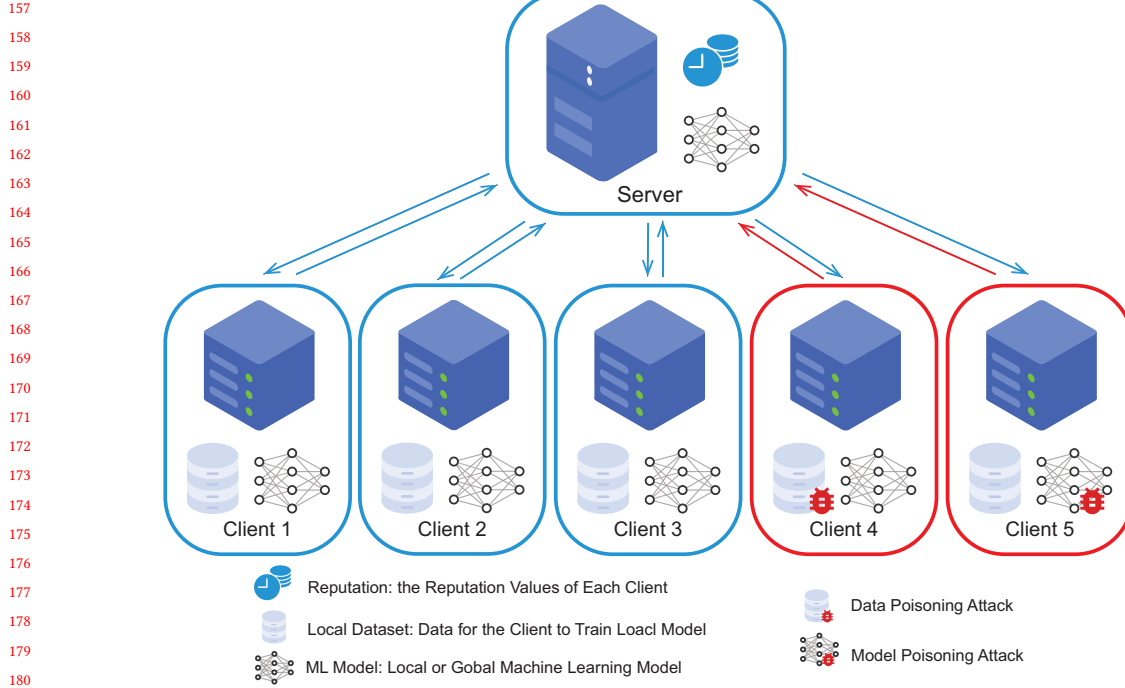 157
158
159
160
161
162
163
164
165
166
167
168
169
170
171
172
173
174
175
176
177
178
179
180
Server
Client 1
Client 2
Client 3
Client 4
Client 5
Reputation: the Reputation Values of Each Client
Local Dataset: Data for the Client to Train Loacl Model
ML Model: Local or Gobal Machine Learning Model
Data Poisoning Attack
Model Poisoning Attack